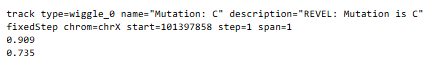 track type=wiggle_0 name="Mutation: C" description="REVEL: Mutation is C"
fixedStep chrom=chrX start=101397858 step=1 span=1
0.909
0.735